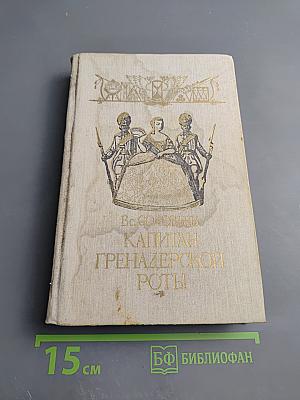 Вс. СОЛОВЬЕВ
КАПИТАН
ГРЕНАДЕРСКОЙ
РОТЫ
15 см
БФ БИБЛИОФАН